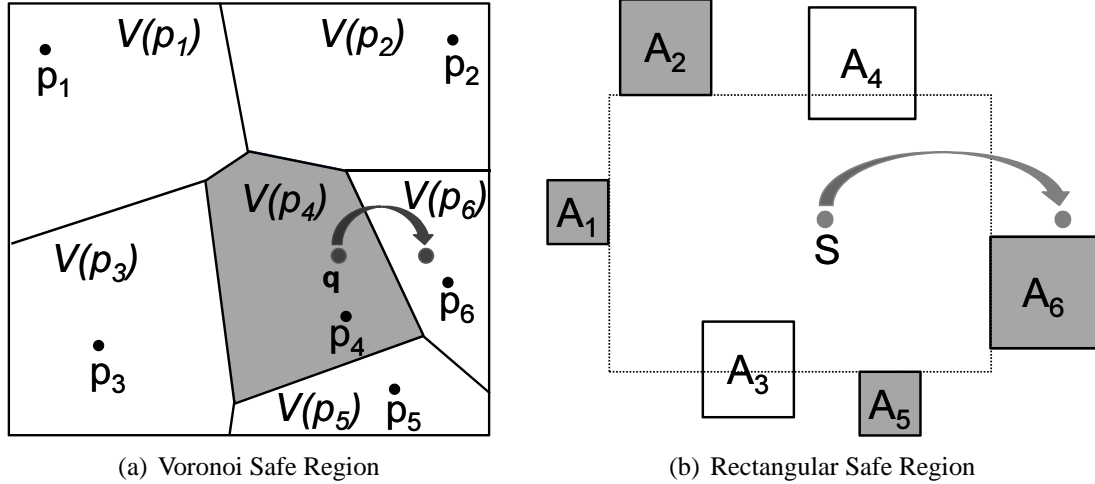 V(p₁)
p₁
V(p₂)
p₂
V(p₄)
V(p₆)
q
p₆
p₄
V(p₃)
p₃
V(p₅)
p₅
(a) Voronoi Safe Region
A₂
A₄
A₁
S
A₆
A₃
A₅
(b) Rectangular Safe Region